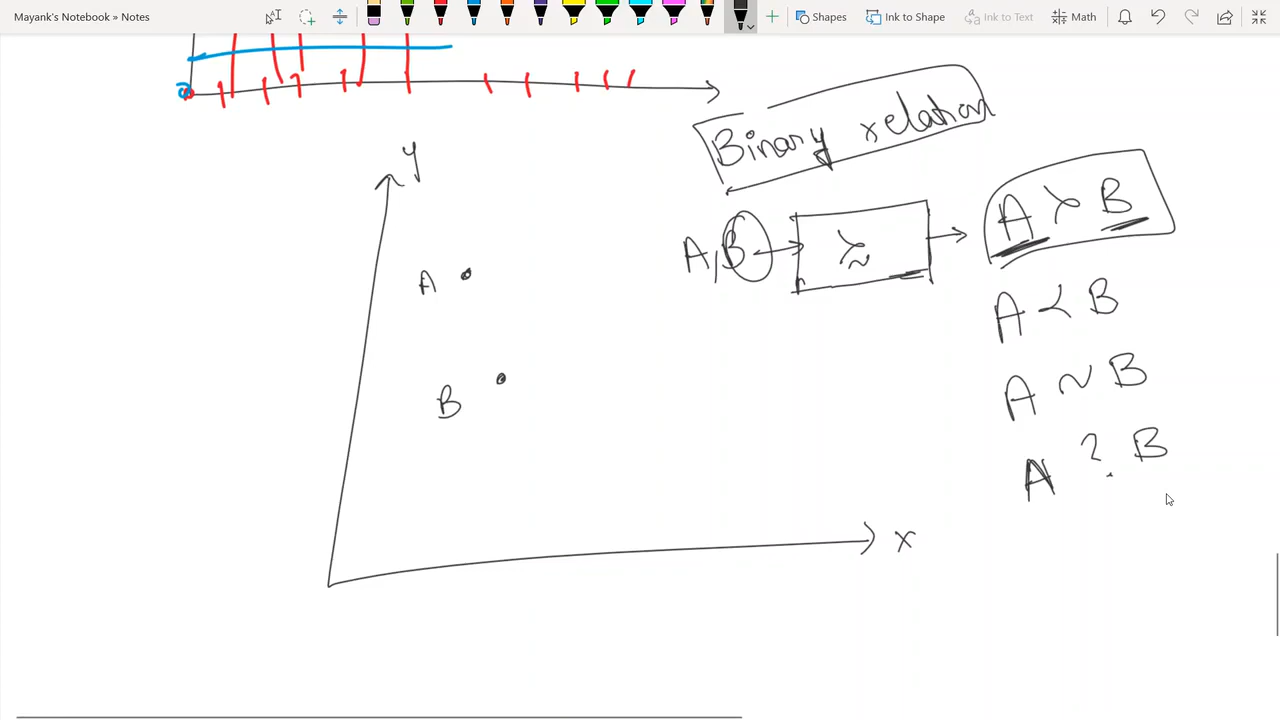 Mayank's Notebook » Notes
Shapes
Ink to Shape
Ink to Text
Math
Binary relation
y
A, B → ≿ → A ≻ B
A ≺ B
A ~ B
A ? B
A
B
x